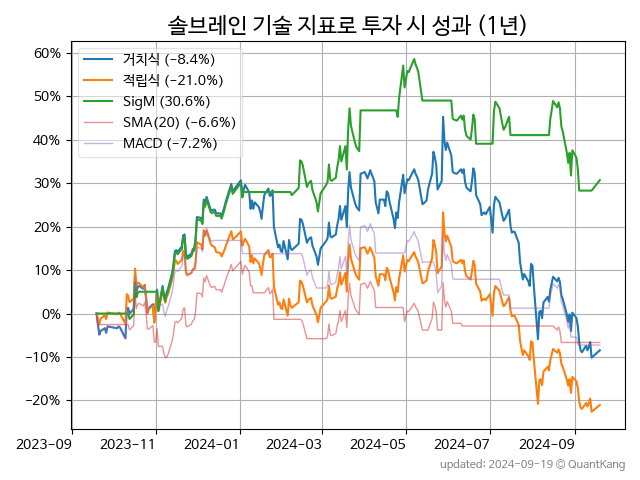 솔브레인 기술 지표로 투자 시 성과 (1년)
60%
50%
40%
30%
20%
10%
0%
−10%
−20%
거치식 (−8.4%)
적립식 (−21.0%)
SigM (30.6%)
SMA(20) (−6.6%)
MACD (−7.2%)
2023-09 2023-11 2024-01 2024-03 2024-05 2024-07 2024-09
updated: 2024-09-19 ⓒ QuantKang